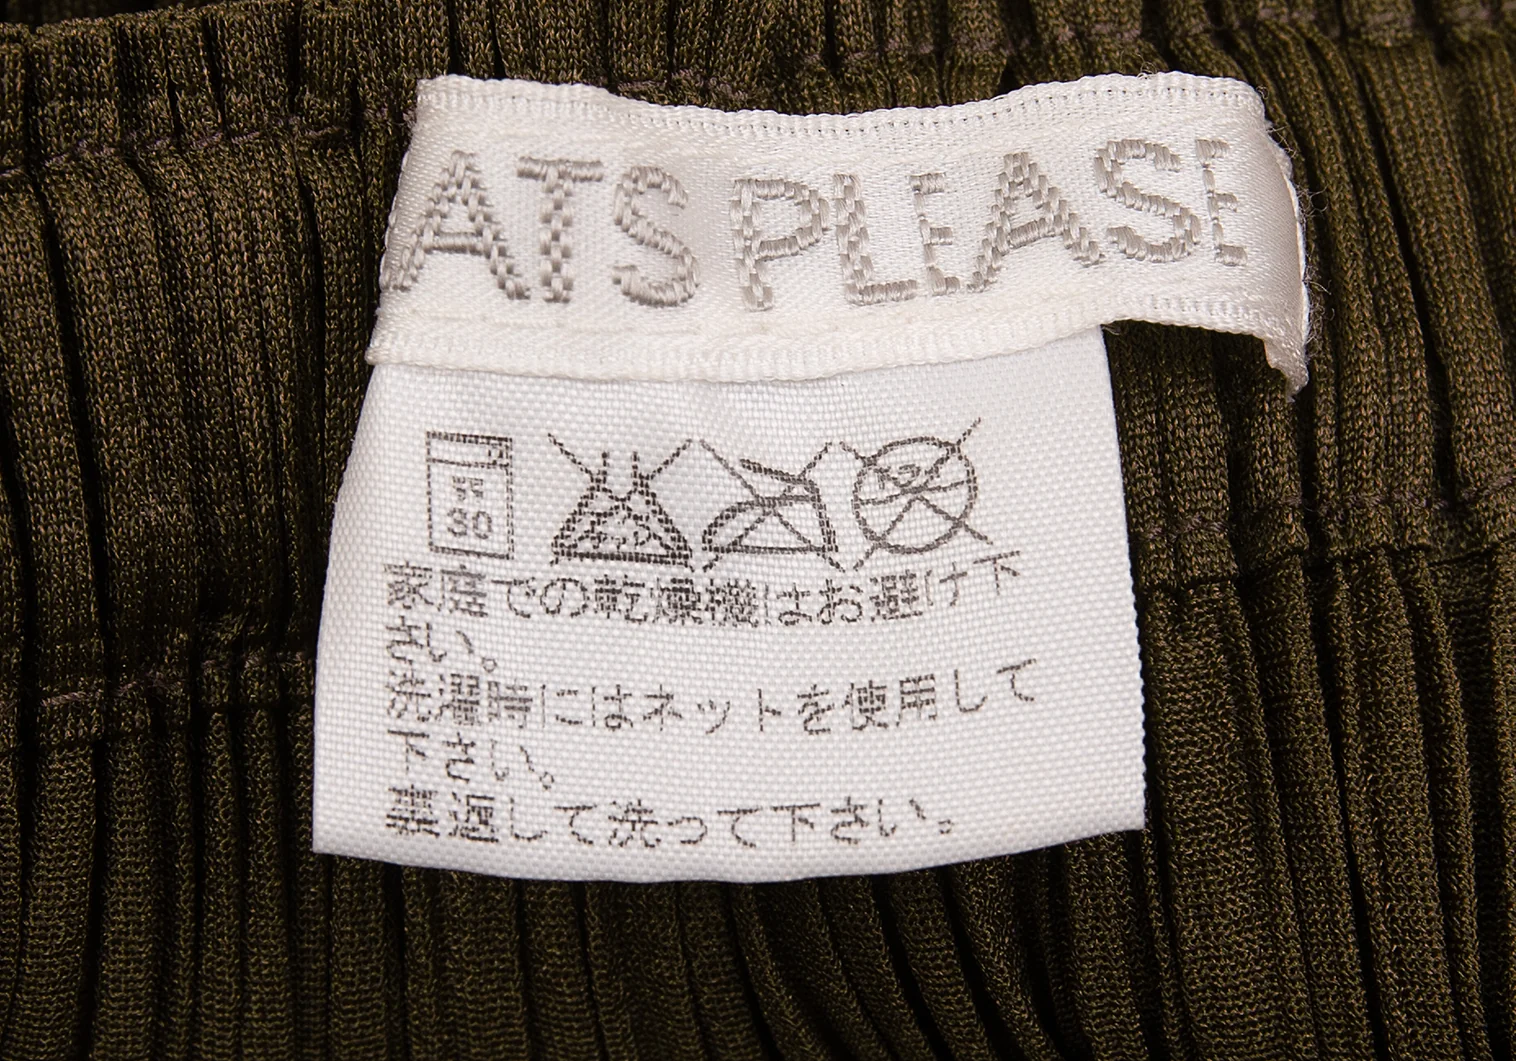 ATS PLEASE
弱
30
家庭での乾燥機はお避け下
さい。
洗濯時にはネットを使用して
下さい。
裏返して洗って下さい。